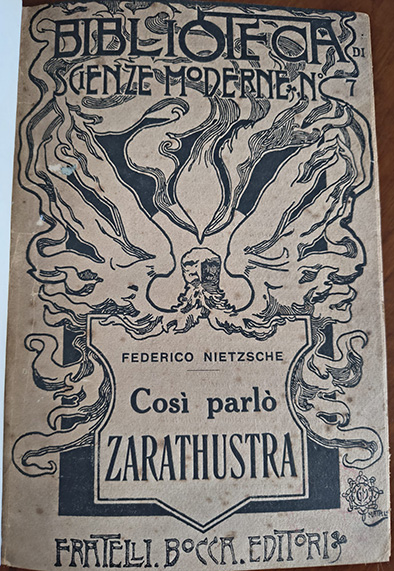 BIBLIOTECA DI
SCIENZE MODERNE, N° 7
FEDERICO NIETZSCHE
Così parlò
ZARATHUSTRA
FRATELLI. BOCCA. EDITORI